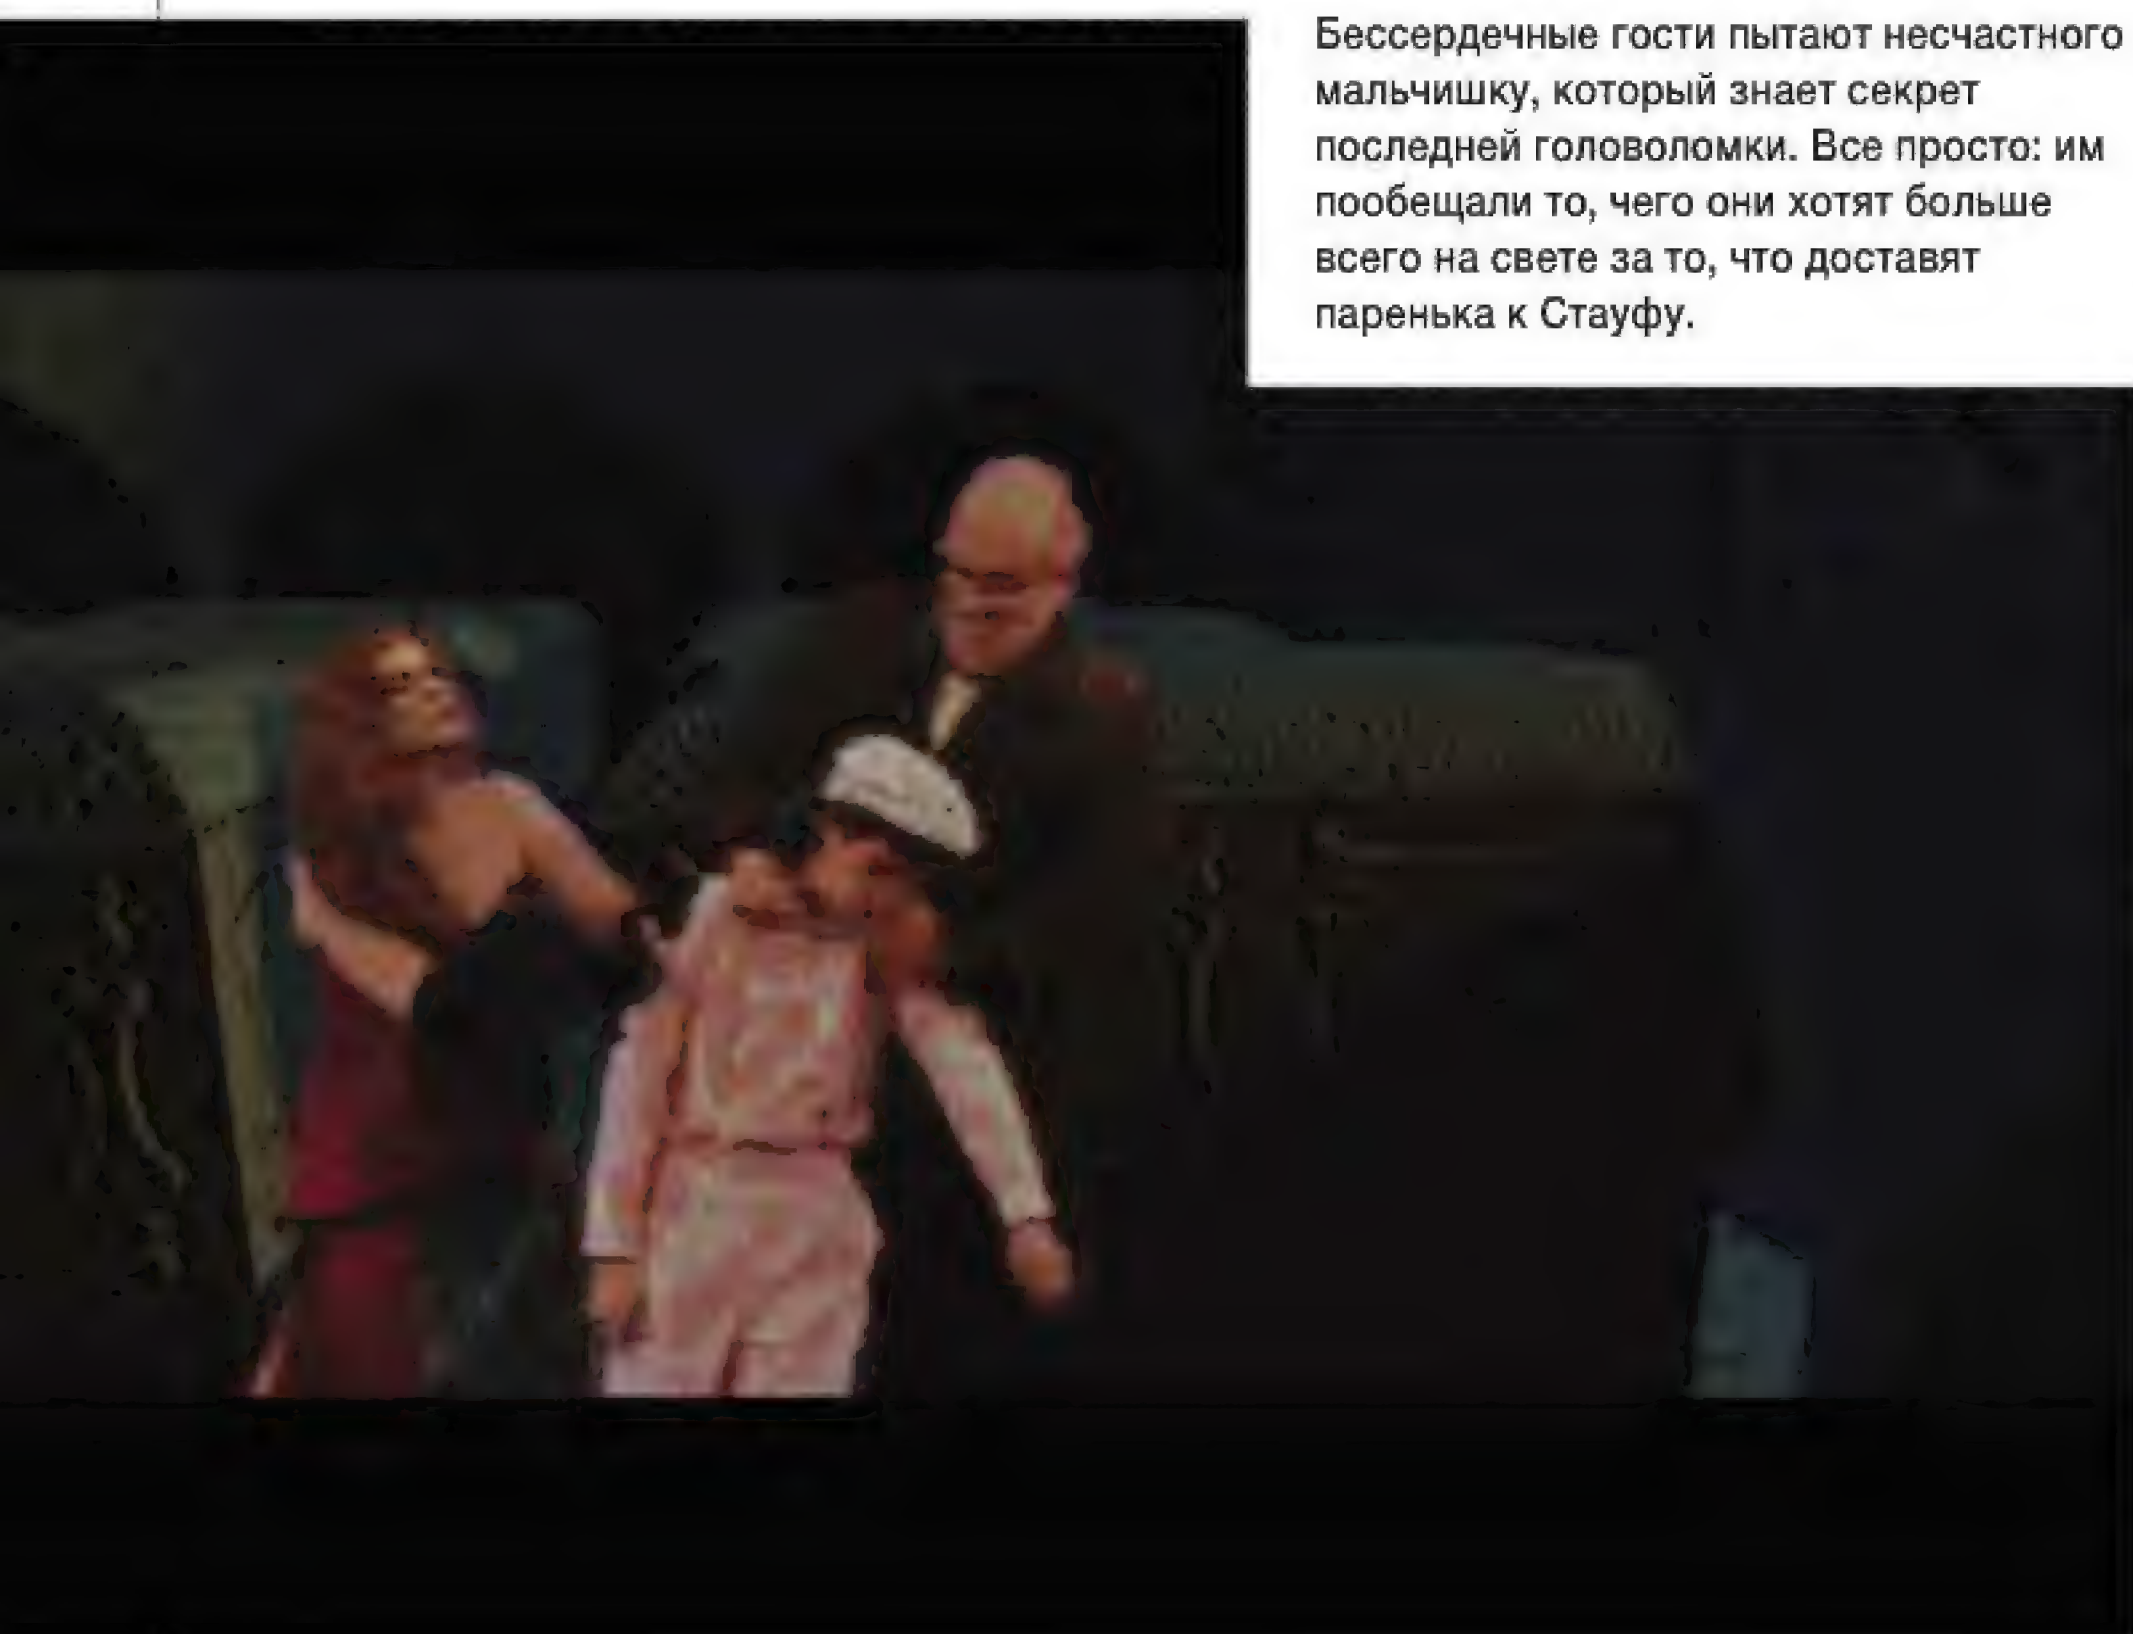 Бессердечные гости пытают несчастного
мальчишку, который знает секрет
последней головоломки. Все просто: им
пообещали то, чего они хотят больше
всего на свете за то, что доставят
паренька к Стауфу.